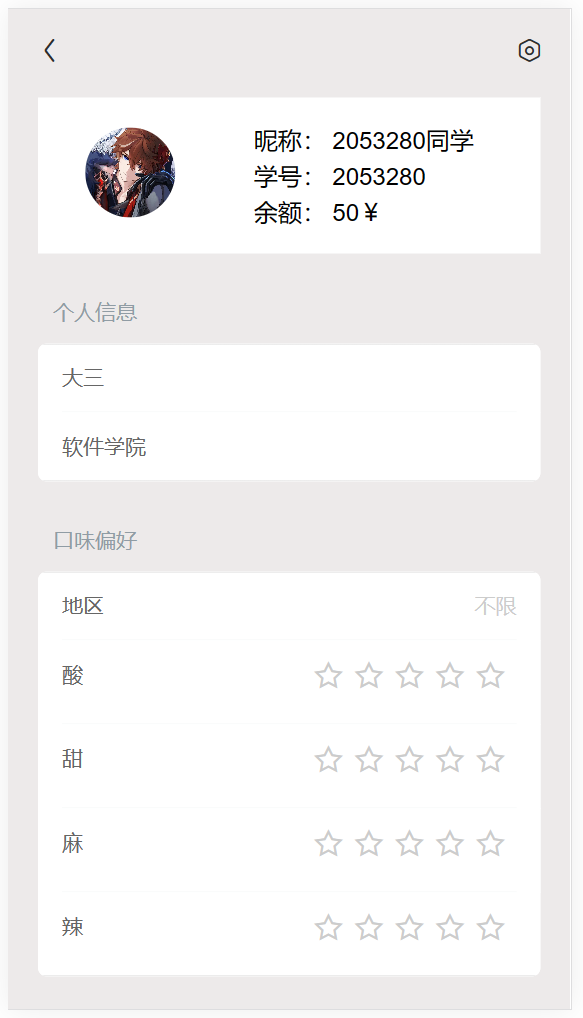 昵称： 2053280同学
学号： 2053280
余额： 50￥
个人信息
大三
软件学院
口味偏好
地区 不限
酸
甜
麻
辣